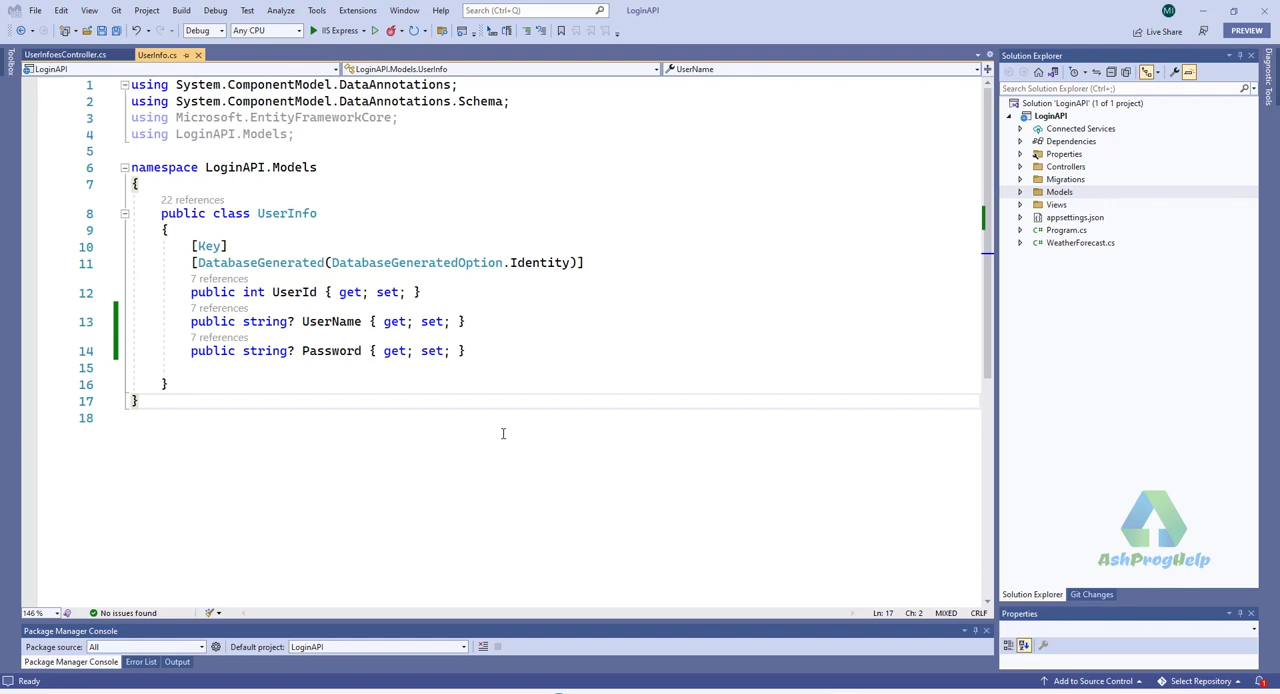 File Edit View Git Project Build Debug Test Analyze Tools Extensions Window Help Search (Ctrl+Q) LoginAPI MI
Debug Any CPU IIS Express Live Share PREVIEW
Toolbox
UserInfoesController.cs UserInfo.cs
LoginAPI LoginAPI.Models.UserInfo UserName
1 using System.ComponentModel.DataAnnotations;
2 using System.ComponentModel.DataAnnotations.Schema;
3 using Microsoft.EntityFrameworkCore;
4 using LoginAPI.Models;
5
6 namespace LoginAPI.Models
7 {
22 references
8 public class UserInfo
9 {
10 [Key]
11 [DatabaseGenerated(DatabaseGeneratedOption.Identity)]
7 references
12 public int UserId { get; set; }
7 references
13 public string? UserName { get; set; }
7 references
14 public string? Password { get; set; }
15
16 }
17 }
18
146 % No issues found Ln: 17 Ch: 2 MIXED CRLF
Package Manager Console
Package source: All Default project: LoginAPI
Package Manager Console Error List Output
Ready Add to Source Control Select Repository 1
Solution Explorer
Search Solution Explorer (Ctrl+;)
Solution 'LoginAPI' (1 of 1 project)
LoginAPI
Connected Services
Dependencies
Properties
Controllers
Migrations
Models
Views
appsettings.json
Program.cs
WeatherForecast.cs
AshProgHelp
Solution Explorer Git Changes
Properties
Diagnostic Tools